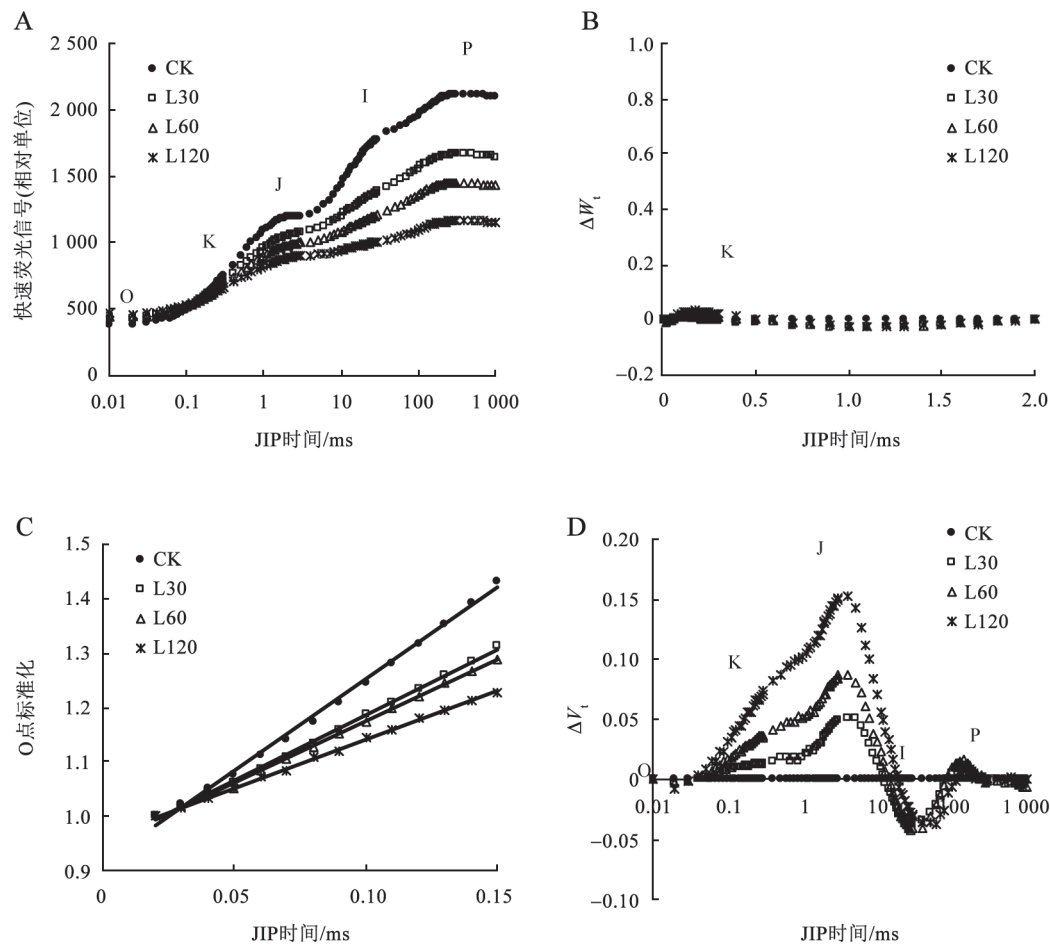 A
2 500
2 000
1 500
1 000
500
0
快速荧光信号(相对单位)
CK
L30
L60
L120
O
K
J
I
P
0.01
0.1
1
10
100
1 000
JIP时间/ms
B
1.0
0.8
0.6
0.4
0.2
0
−0.2
ΔWt
CK
L30
L60
L120
K
0
0.5
1.0
1.5
2.0
JIP时间/ms
C
1.5
1.4
1.3
1.2
1.1
1.0
0.9
O点标准化
CK
L30
L60
L120
0
0.05
0.10
0.15
JIP时间/ms
D
0.20
0.15
0.10
0.05
0
−0.05
−0.10
ΔVt
CK
L30
L60
L120
O
K
J
I
P
0.01
0.1
1
10
100
1 000
JIP时间/ms